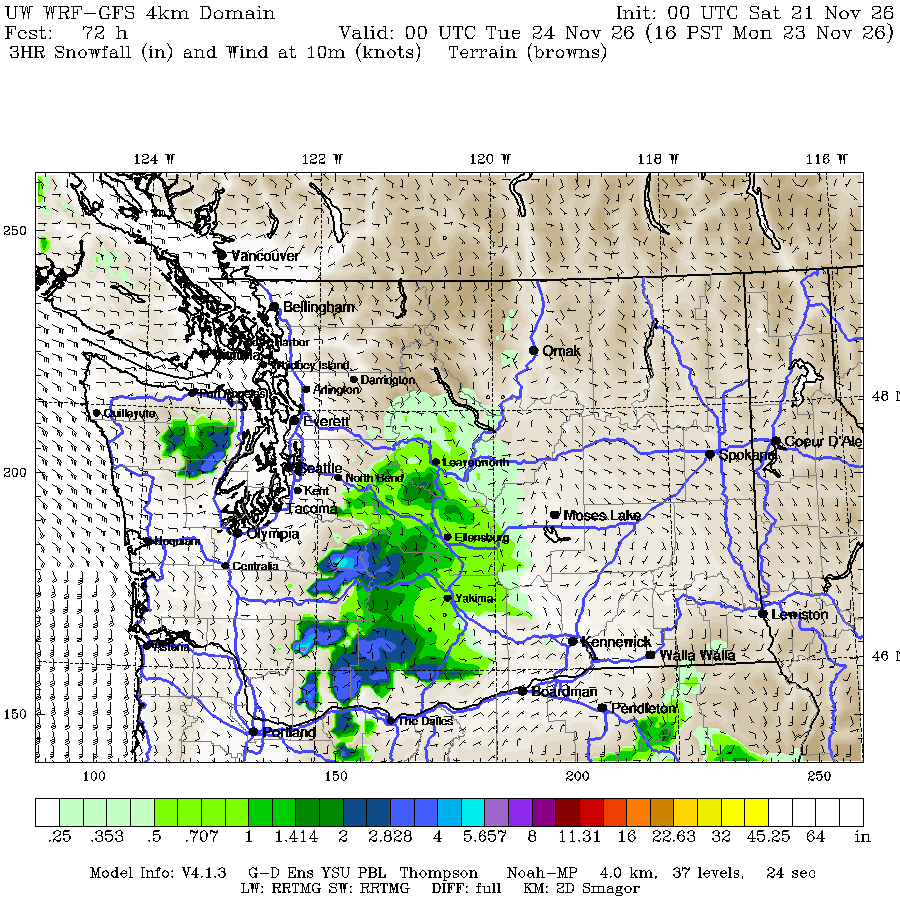 UW WRF-GFS 4km Domain Init: 00 UTC Sat 21 Nov 26
Fcst: 72 h Valid: 00 UTC Tue 24 Nov 26 (16 PST Mon 23 Nov 26)
3HR Snowfall (in) and Wind at 10m (knots) Terrain (browns)
124 W 122 W 120 W 118 W 116 W
250
Vancouver
Bellingham
Harbor
Whidbey Island
Omak
Darrington
Arlington
Port Angeles
48 N
Quillayute
Everett
Coeur D'Ale
Spokane
Leavenworth
200
Seattle
North Bend
Kent
Tacoma
Moses Lake
Olympia
Ellensburg
Hoquiam
Centralia
Yakima
Lewiston
Kennewick
Astoria
Walla Walla
46 N
Boardman
Pendleton
150
The Dalles
Portland
100 150 200 250
.25 .353 .5 .707 1 1.414 2 2.828 4 5.657 8 11.31 16 22.63 32 45.25 64 in
Model Info: V4.1.3 G-D Ens YSU PBL Thompson Noah-MP 4.0 km, 37 levels, 24 sec
LW: RRTMG SW: RRTMG DIFF: full KM: 2D Smagor